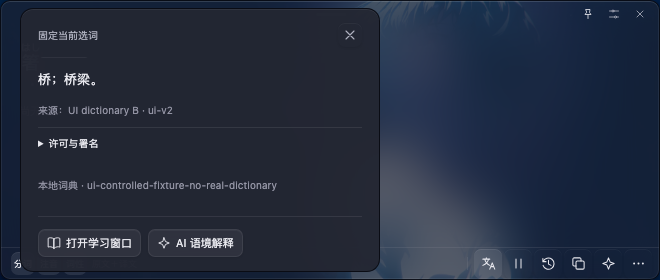 固定当前选词
桥；桥梁。
来源：UI dictionary B · ui-v2
许可与署名
本地词典 · ui-controlled-fixture-no-real-dictionary
打开学习窗口
AI 语境解释